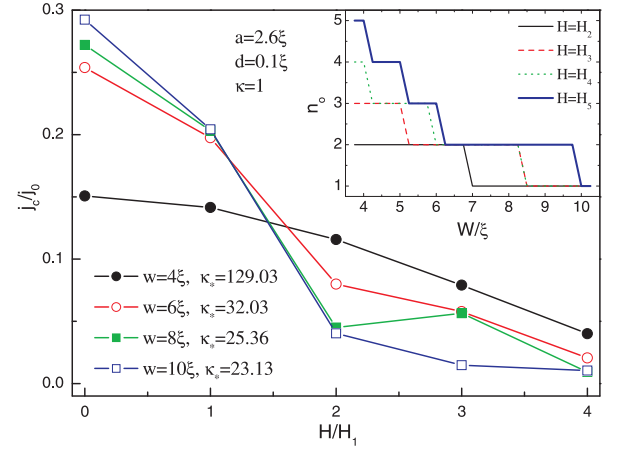 a=2.6ξ
d=0.1ξ
κ=1
j_c/j_0
0.3
0.2
0.1
0.0
w=4ξ, κ_*=129.03
w=6ξ, κ_*=32.03
w=8ξ, κ_*=25.36
w=10ξ, κ_*=23.13
0 1 2 3 4
H/H_1
n_o
5
4
3
2
1
H=H_2
H=H_3
H=H_4
H=H_5
4 5 6 7 8 9 10
W/ξ